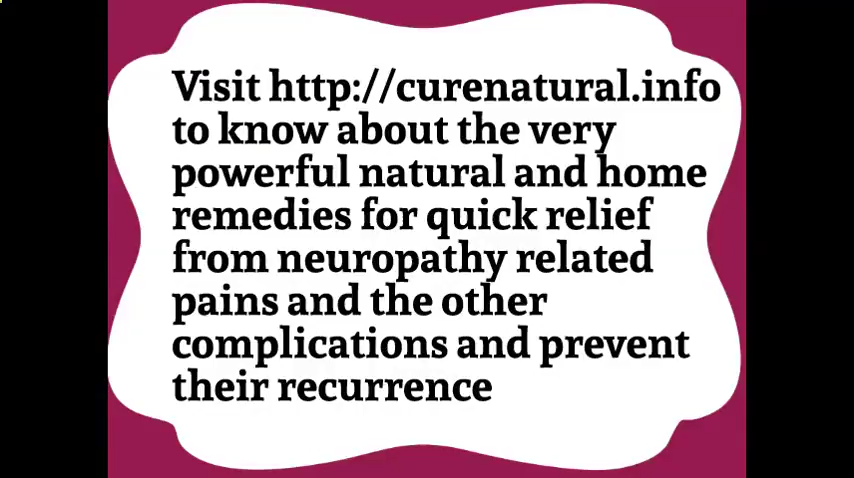 Visit http://curenatural.info
to know about the very
powerful natural and home
remedies for quick relief
from neuropathy related
pains and the other
complications and prevent
their recurrence